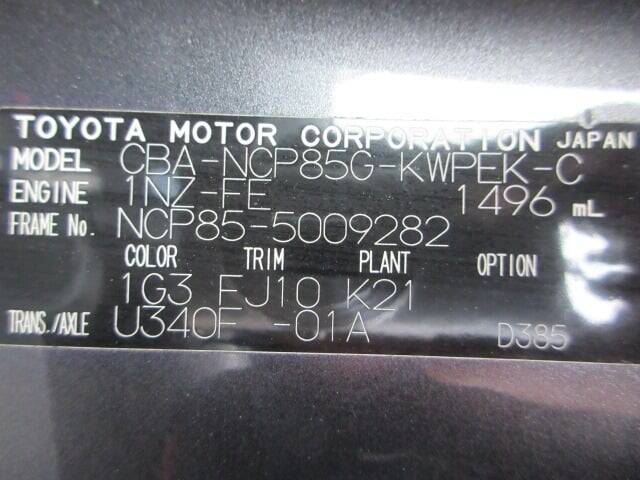 TOYOTA MOTOR CORPORATION JAPAN
MODEL CBA-NCP85G-KWPEK-C
ENGINE 1NZ-FE 1496 mL
FRAME No. NCP85-5009282
COLOR TRIM PLANT OPTION
1G3 FJ10 K21
TRANS./AXLE U340F -01A D385